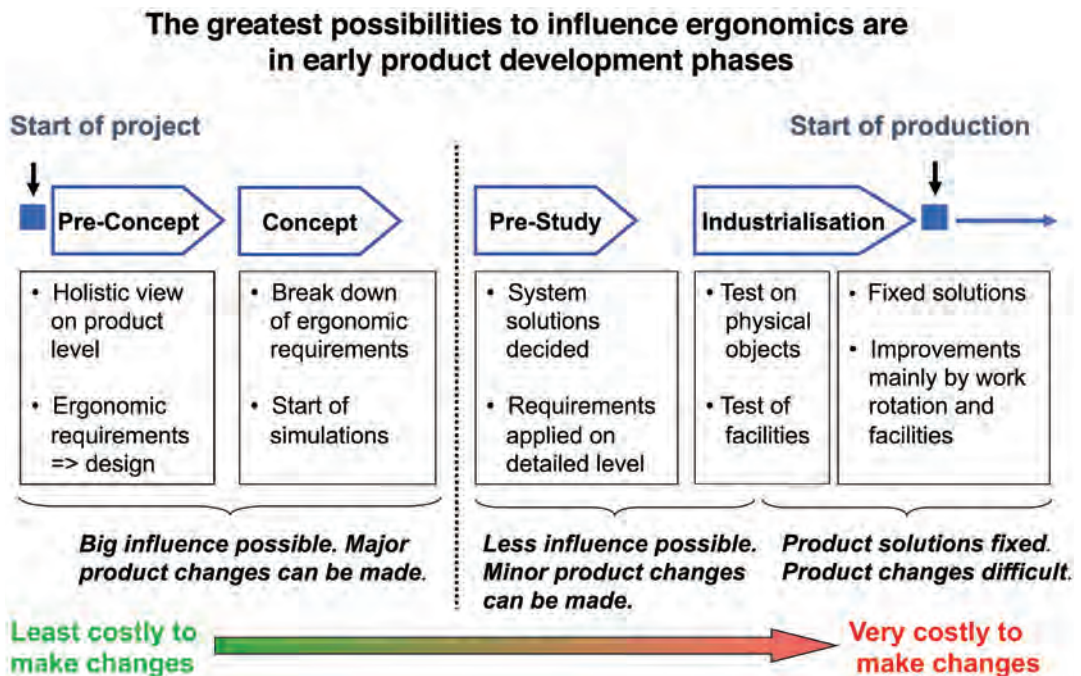 The greatest possibilities to influence ergonomics are
in early product development phases
Start of project
Start of production
Pre-Concept
Concept
Pre-Study
Industrialisation
• Holistic view
on product
level
• Ergonomic
requirements
=> design
• Break down
of ergonomic
requirements
• Start of
simulations
• System
solutions
decided
• Requirements
applied on
detailed level
• Test on
physical
objects
• Test of
facilities
• Fixed solutions
• Improvements
mainly by work
rotation and
facilities
Big influence possible. Major
product changes can be made.
Less influence possible.
Minor product changes
can be made.
Product solutions fixed.
Product changes difficult.
Least costly to
make changes
Very costly to
make changes